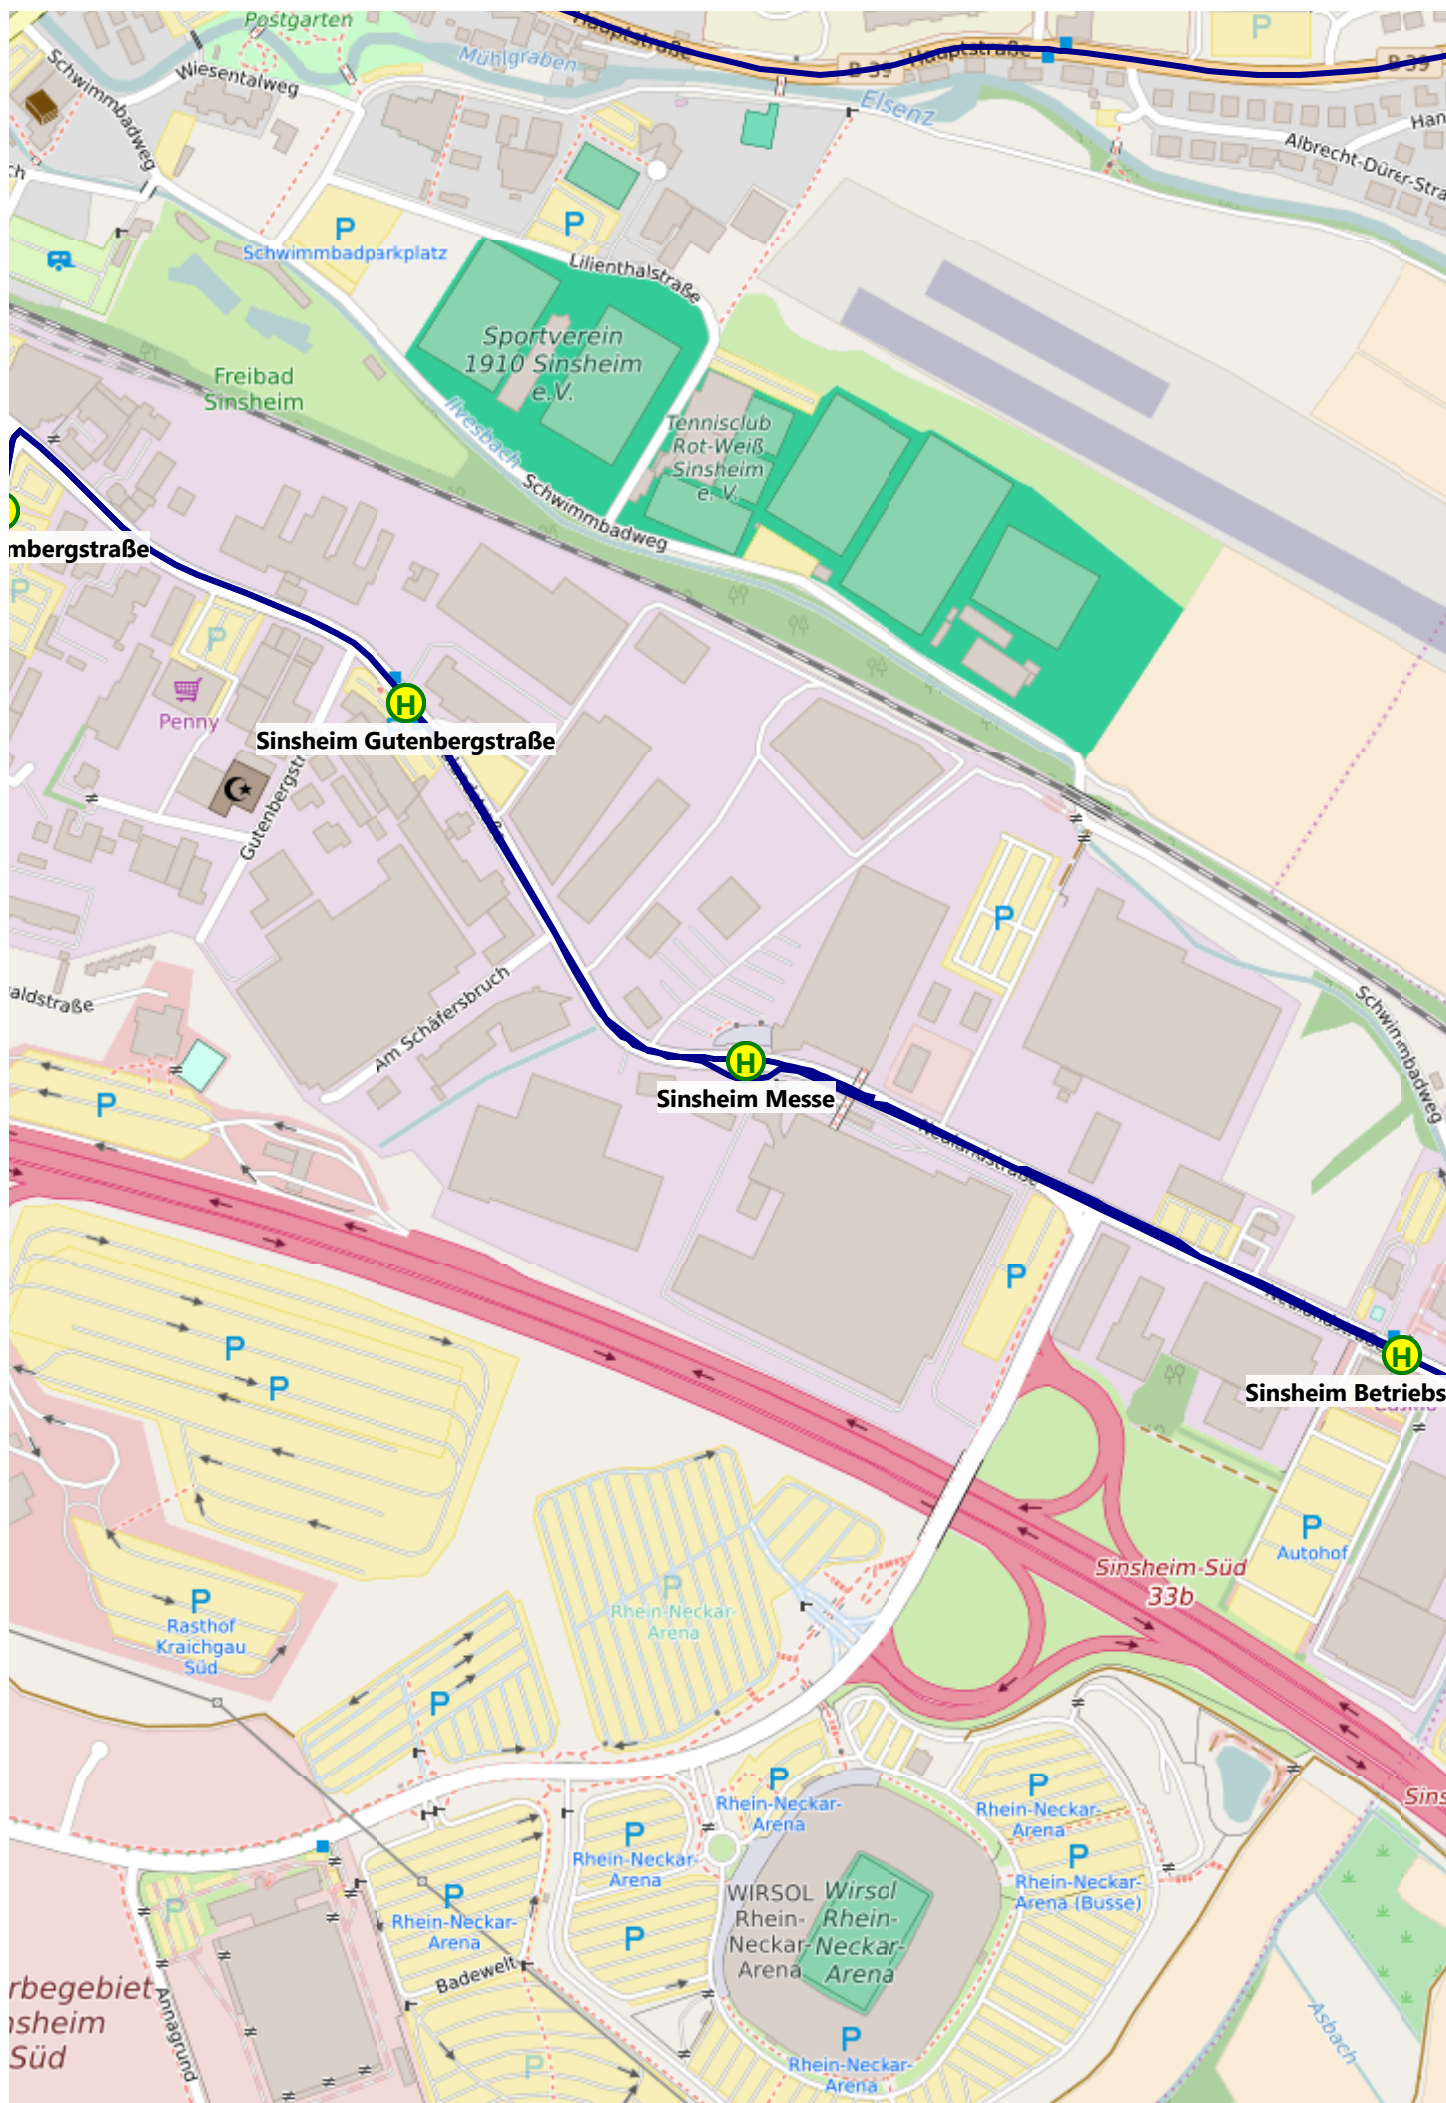 Postgarten
Hauptstraße
Hauptstraße
B 39
B 39
P
Mühlgraben
Schwimmbadweg
Wiesentalweg
Elsenz
Albrecht-Dürer-Stra
Han
ch
P
Schwimmbadparkplatz
P
Lilienthalstraße
Sportverein
1910 Sinsheim
e.V.
Freibad
Sinsheim
Ilvesbach
Tennisclub
Rot-Weiß
Sinsheim
e. V.
Schwimmbadweg
mbergstraße
P
P
Penny
H
Sinsheim Gutenbergstraße
Gutenbergstr
P
aldstraße
Am Schäfersbruch
Schwimmbadweg
H
Sinsheim Messe
P
Neulandstraße
P
Neulandstraße
H
Sinsheim Betriebs
P
P
P
Autohof
Sinsheim-Süd
33b
P
Rhein-Neckar-
Arena
P
Rasthof
Kraichgau
Süd
P
P
Rhein-Neckar-
Arena
P
Rhein-Neckar-
Arena
Sins
P
Rhein-Neckar-
Arena
P
Rhein-Neckar-
Arena (Busse)
P
Rhein-Neckar-
Arena
P
P
WIRSOL
Rhein-
Neckar-
Arena
Wirsol
Rhein-
Neckar-
Arena
Badewelt
rbegebiet
nsheim
Süd
Annagrund
P
P
Rhein-Neckar-
Arena
Asbach